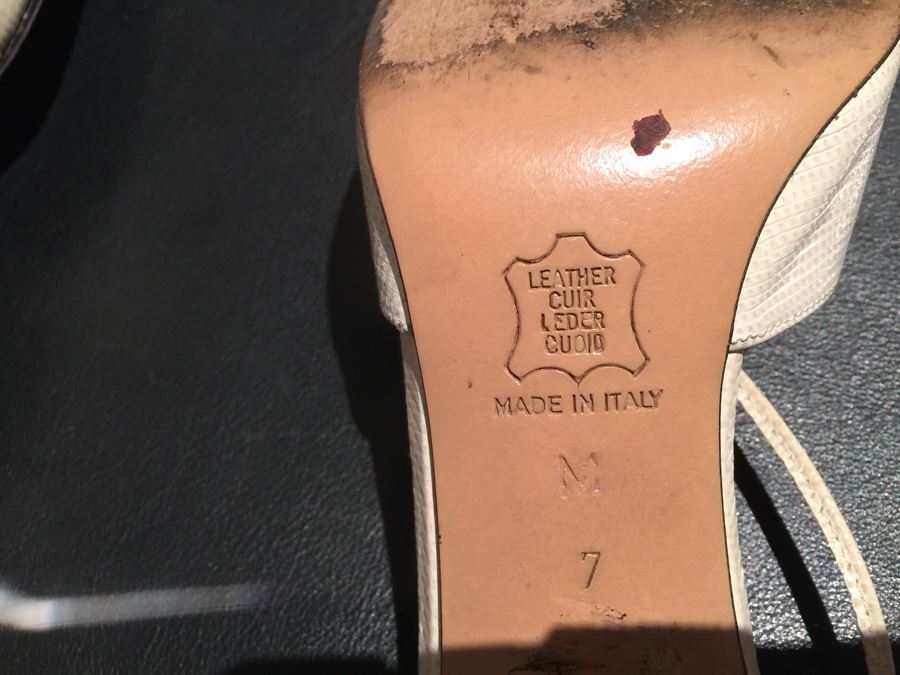 LEATHER
CUIR
LEDER
CUOIO
MADE IN ITALY
M
7